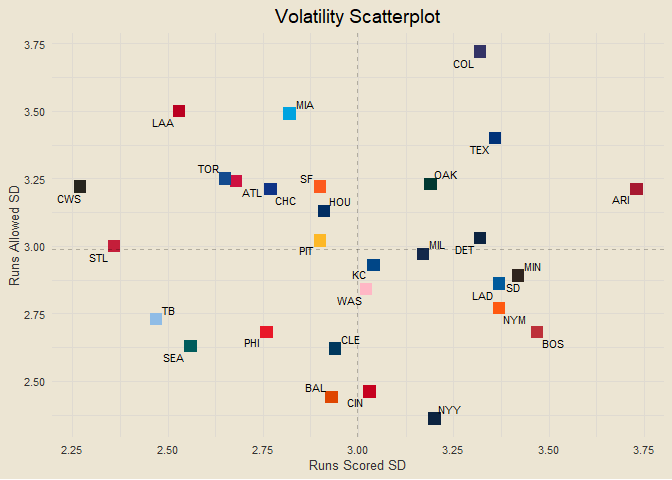 Volatility Scatterplot
3.75
COL
3.50
MIA
LAA
TEX
3.25
TOR
SF
OAK
CWS
ATL
CHC
HOU
ARI
3.00
STL
PIT
MIL
DET
KC
MIN
WAS
LAD
SD
2.75
TB
NYM
SEA
PHI
CLE
BOS
2.50
BAL
CIN
NYY
2.25
2.50
2.75
3.00
3.25
3.50
3.75
Runs Scored SD
Runs Allowed SD